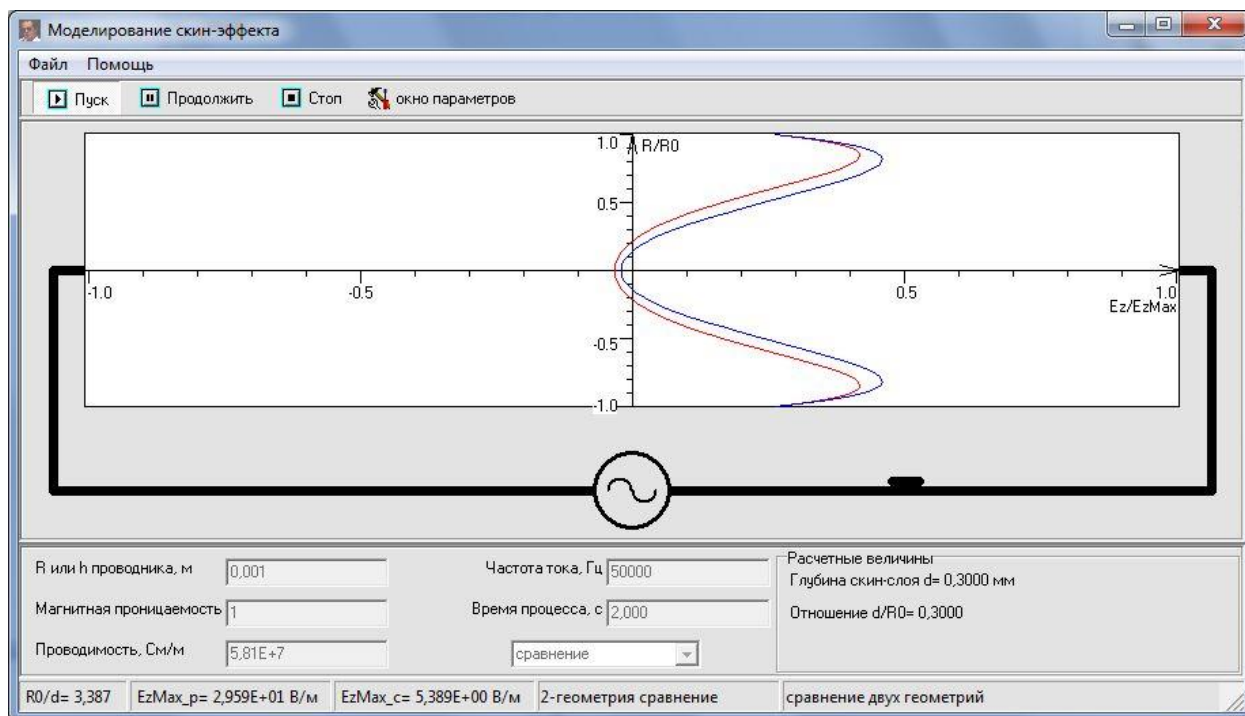 Моделирование скин-эффекта
Файл Помощь
Пуск Продолжить Стоп окно параметров
1.0 R/R0
0.5
-1.0 -0.5 0.5 1.0
Ez/EzMax
-0.5
-1.0
R или h проводника, м 0,001 Частота тока, Гц 50000 Расчетные величины
Глубина скин-слоя d= 0,3000 мм
Магнитная проницаемость 1 Время процесса, с 2,000 Отношение d/R0= 0,3000
Проводимость, См/м 5,81E+7 сравнение
R0/d= 3,387 EzMax_p= 2,959E+01 В/м EzMax_c= 5,389E+00 В/м 2-геометрия сравнение сравнение двух геометрий